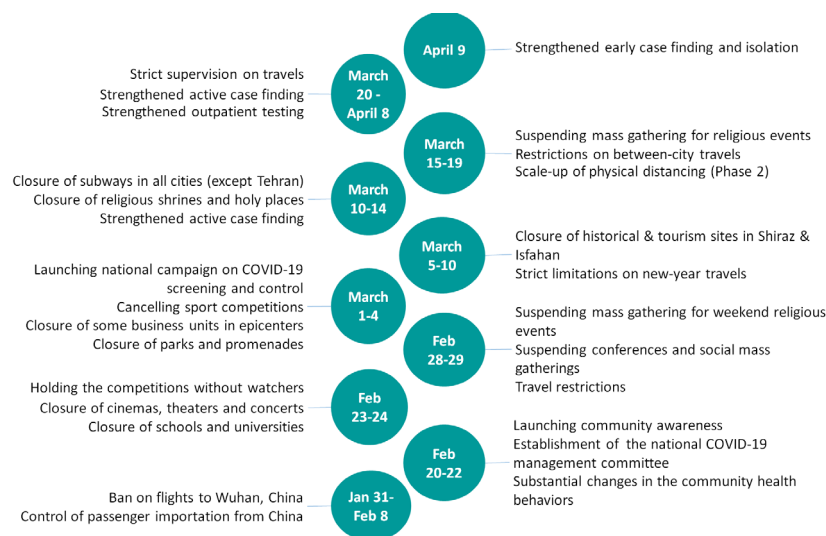 April 9
Strengthened early case finding and isolation
Strict supervision on travels
Strengthened active case finding
Strengthened outpatient testing
March
20 -
April 8
March
15-19
Suspending mass gathering for religious events
Restrictions on between-city travels
Scale-up of physical distancing (Phase 2)
Closure of subways in all cities (except Tehran)
Closure of religious shrines and holy places
Strengthened active case finding
March
10-14
March
5-10
Closure of historical & tourism sites in Shiraz &
Isfahan
Strict limitations on new-year travels
Launching national campaign on COVID-19
screening and control
Cancelling sport competitions
Closure of some business units in epicenters
Closure of parks and promenades
March
1-4
Feb
28-29
Suspending mass gathering for weekend religious
events
Suspending conferences and social mass
gatherings
Travel restrictions
Holding the competitions without watchers
Closure of cinemas, theaters and concerts
Closure of schools and universities
Feb
23-24
Feb
20-22
Launching community awareness
Establishment of the national COVID-19
management committee
Substantial changes in the community health
behaviors
Ban on flights to Wuhan, China
Control of passenger importation from China
Jan 31-
Feb 8